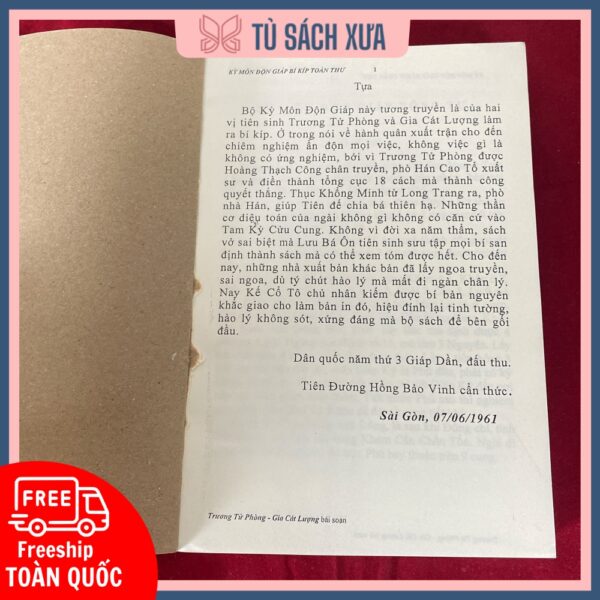 TỦ SÁCH XƯA
KỲ MÔN ĐỘN GIÁP BÍ KÍP TOÀN THƯ 1
Tựa
Bộ Kỳ Môn Độn Giáp này tương truyền là của hai
vị tiên sinh Trương Tử Phòng và Gia Cát Lượng làm
ra bí kíp. Ở trong nói về hành quân xuất trận cho đến
chiêm nghiệm ẩn độn mọi việc, không việc gì là
không có ứng nghiệm, bởi vì Trương Tử Phòng được
Hoàng Thạch Công chân truyền, phò Hán Cao Tổ xuất
sư và diễn thành tổng cục 18 cách mà thành công
quyết thắng. Thục Khổng Minh từ Long Trang ra, phò
nhà Hán, giúp Tiên đế chia bá thiên hạ. Những thần
cơ diệu toán của ngài không gì không có căn cứ vào
Tam Kỳ Cửu Cung. Không vì đời xa năm thẳm, sách
vở sai biệt mà Lưu Bá Ôn tiên sinh sưu tập mọi bí san
định thành sách mà có thể xem tóm được hết. Cho đến
nay, những nhà xuất bản khác bản đã lấy ngoa truyền,
sai ngoa, dù tý chút hào lý mà mất đi ngàn chân lý.
Nay Kế Cổ Tô chủ nhân kiếm được bí bản nguyên
khắc giao cho làm bản in đó, hiệu đính lại tinh tường,
hào lý không sót, xứng đáng mà bộ sách để bên gối
đầu.
Dân quốc năm thứ 3 Giáp Dần, đấu thu.
Tiên Đường Hồng Bảo Vinh cẩn thức.
Sài Gòn, 07/06/1961
Trương Tử Phòng - Gia Cát Lượng bài soạn
FREE
Freeship
TOÀN QUỐC